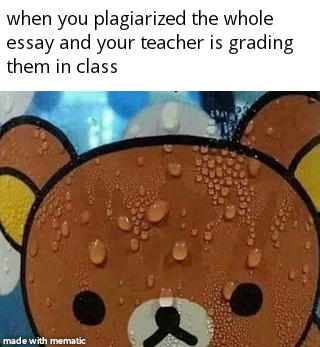 when you plagiarized the whole
essay and your teacher is grading
them in class
made with mematic